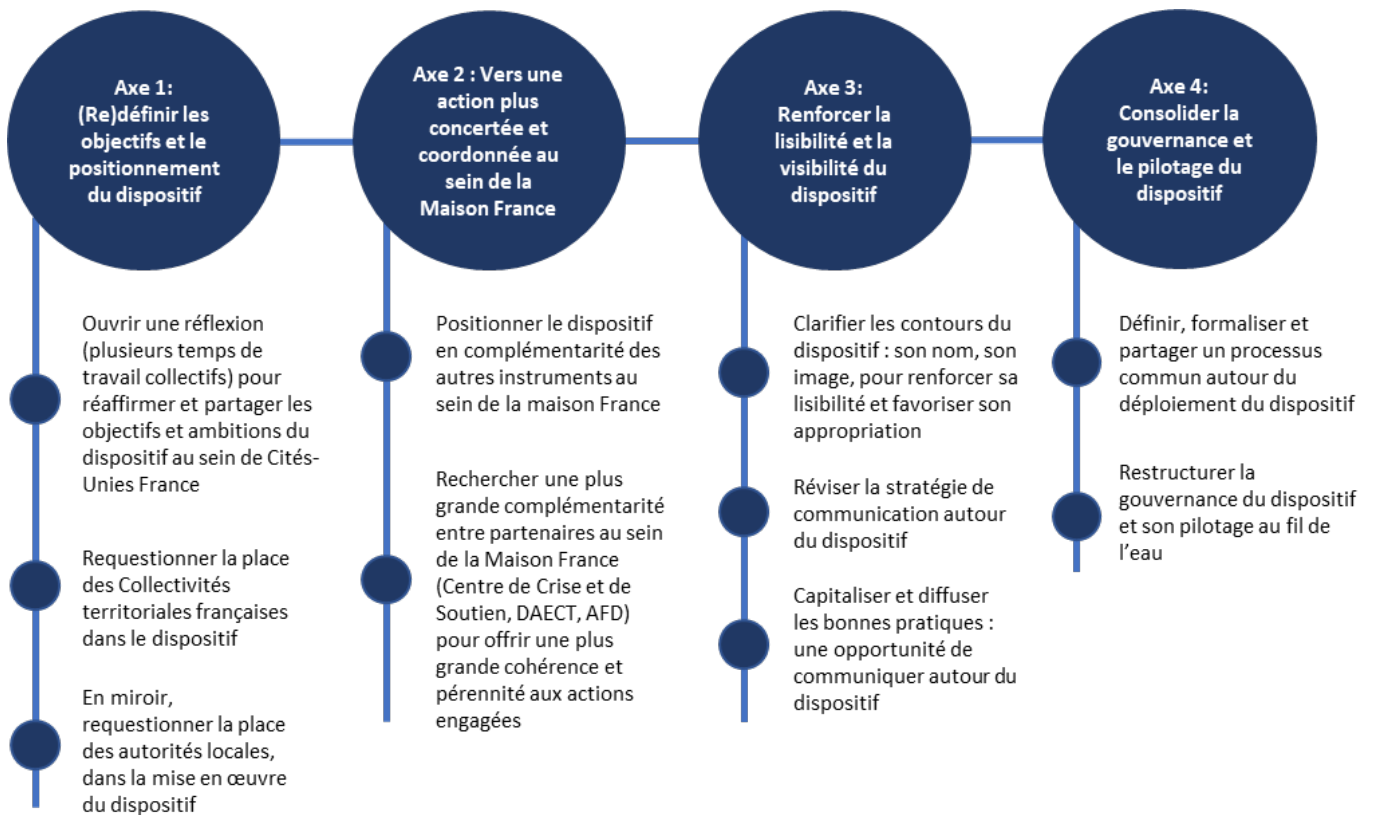 Axe 1:
(Re)définir les
objectifs et le
positionnement
du dispositif
Ouvrir une réflexion
(plusieurs temps de
travail collectifs) pour
réaffirmer et partager les
objectifs et ambitions du
dispositif au sein de Cités-
Unies France
Requestionner la place
des Collectivités
territoriales françaises
dans le dispositif
En miroir,
requestionner la place
des autorités locales,
dans la mise en œuvre
du dispositif
Axe 2 : Vers une
action plus
concertée et
coordonnée au
sein de la
Maison France
Positionner le dispositif
en complémentarité des
autres instruments au
sein de la maison France
Rechercher une plus
grande complémentarité
entre partenaires au sein
de la Maison France
(Centre de Crise et de
Soutien, DAECT, AFD)
pour offrir une plus
grande cohérence et
pérennité aux actions
engagées
Axe 3:
Renforcer la
lisibilité et la
visibilité du
dispositif
Clarifier les contours du
dispositif : son nom, son
image, pour renforcer sa
lisibilité et favoriser son
appropriation
Réviser la stratégie de
communication autour
du dispositif
Capitaliser et diffuser
les bonnes pratiques :
une opportunité de
communiquer autour du
dispositif
Axe 4:
Consolider la
gouvernance et
le pilotage du
dispositif
Définir, formaliser et
partager un processus
commun autour du
déploiement du dispositif
Restructurer la
gouvernance du dispositif
et son pilotage au fil de
l'eau